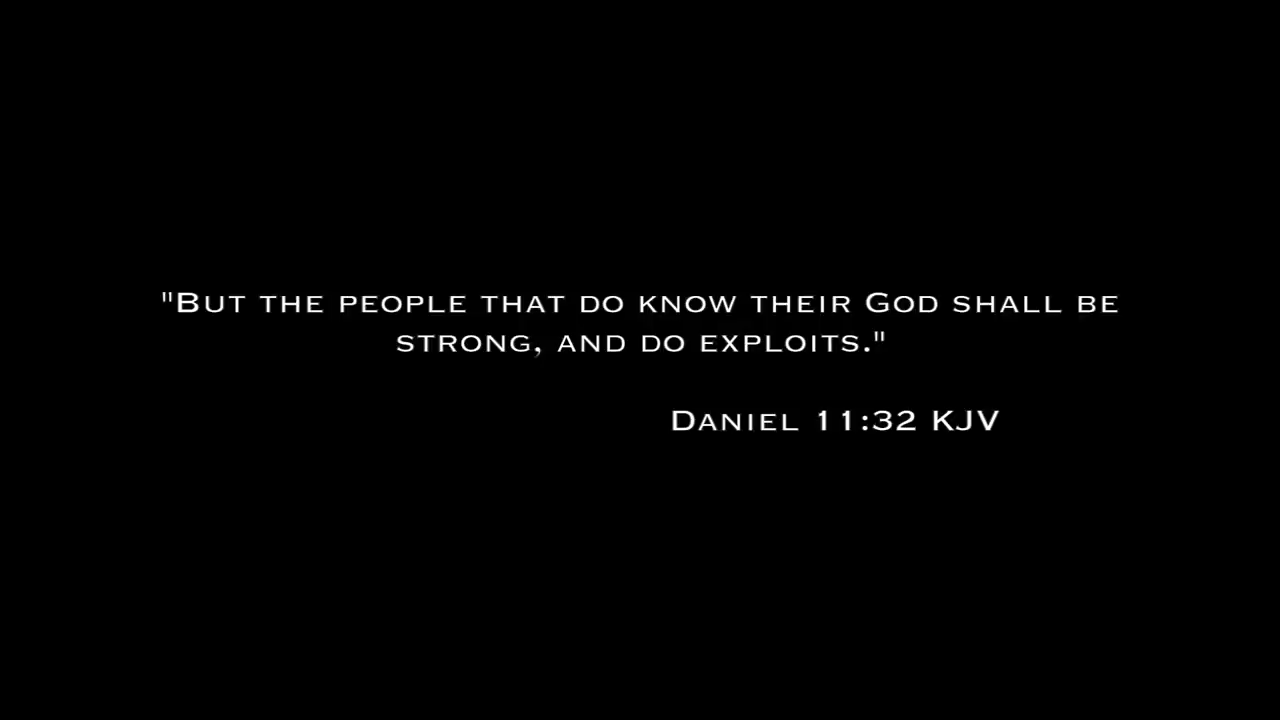 "But the people that do know their God shall be
strong, and do exploits."
Daniel 11:32 KJV